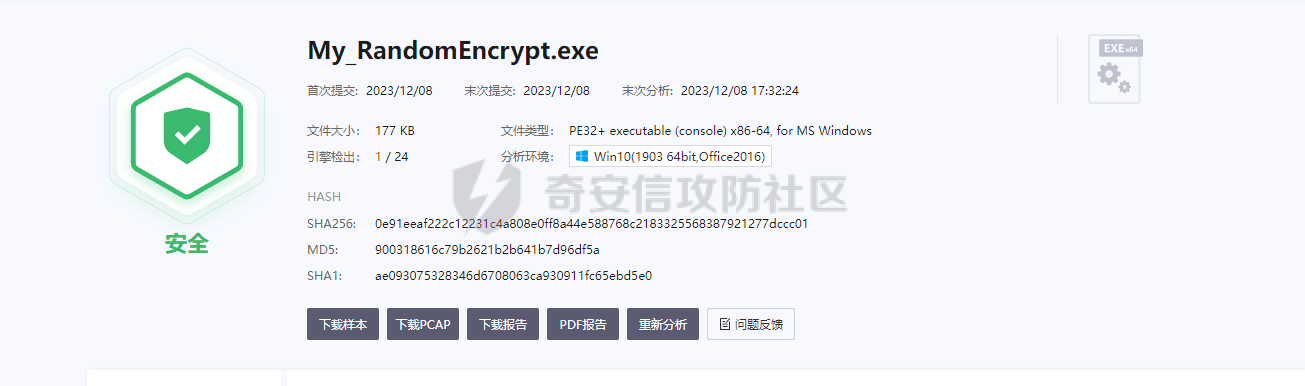 My_RandomEncrypt.exe
EXE x64
首次提交: 2023/12/08 末次提交: 2023/12/08 末次分析: 2023/12/08 17:32:24
文件大小: 177 KB 文件类型: PE32+ executable (console) x86-64, for MS Windows
引擎检出: 1 / 24 分析环境: Win10(1903 64bit,Office2016)
奇安信攻防社区
HASH
SHA256: 0e91eeaf222c12231c4a808e0ff8a44e588768c2183325568387921277dccc01
安全
MD5: 900318616c79b2621b2b641b7d96df5a
SHA1: ae093075328346d6708063ca930911fc65ebd5e0
下载样本 下载PCAP 下载报告 PDF报告 重新分析 问题反馈